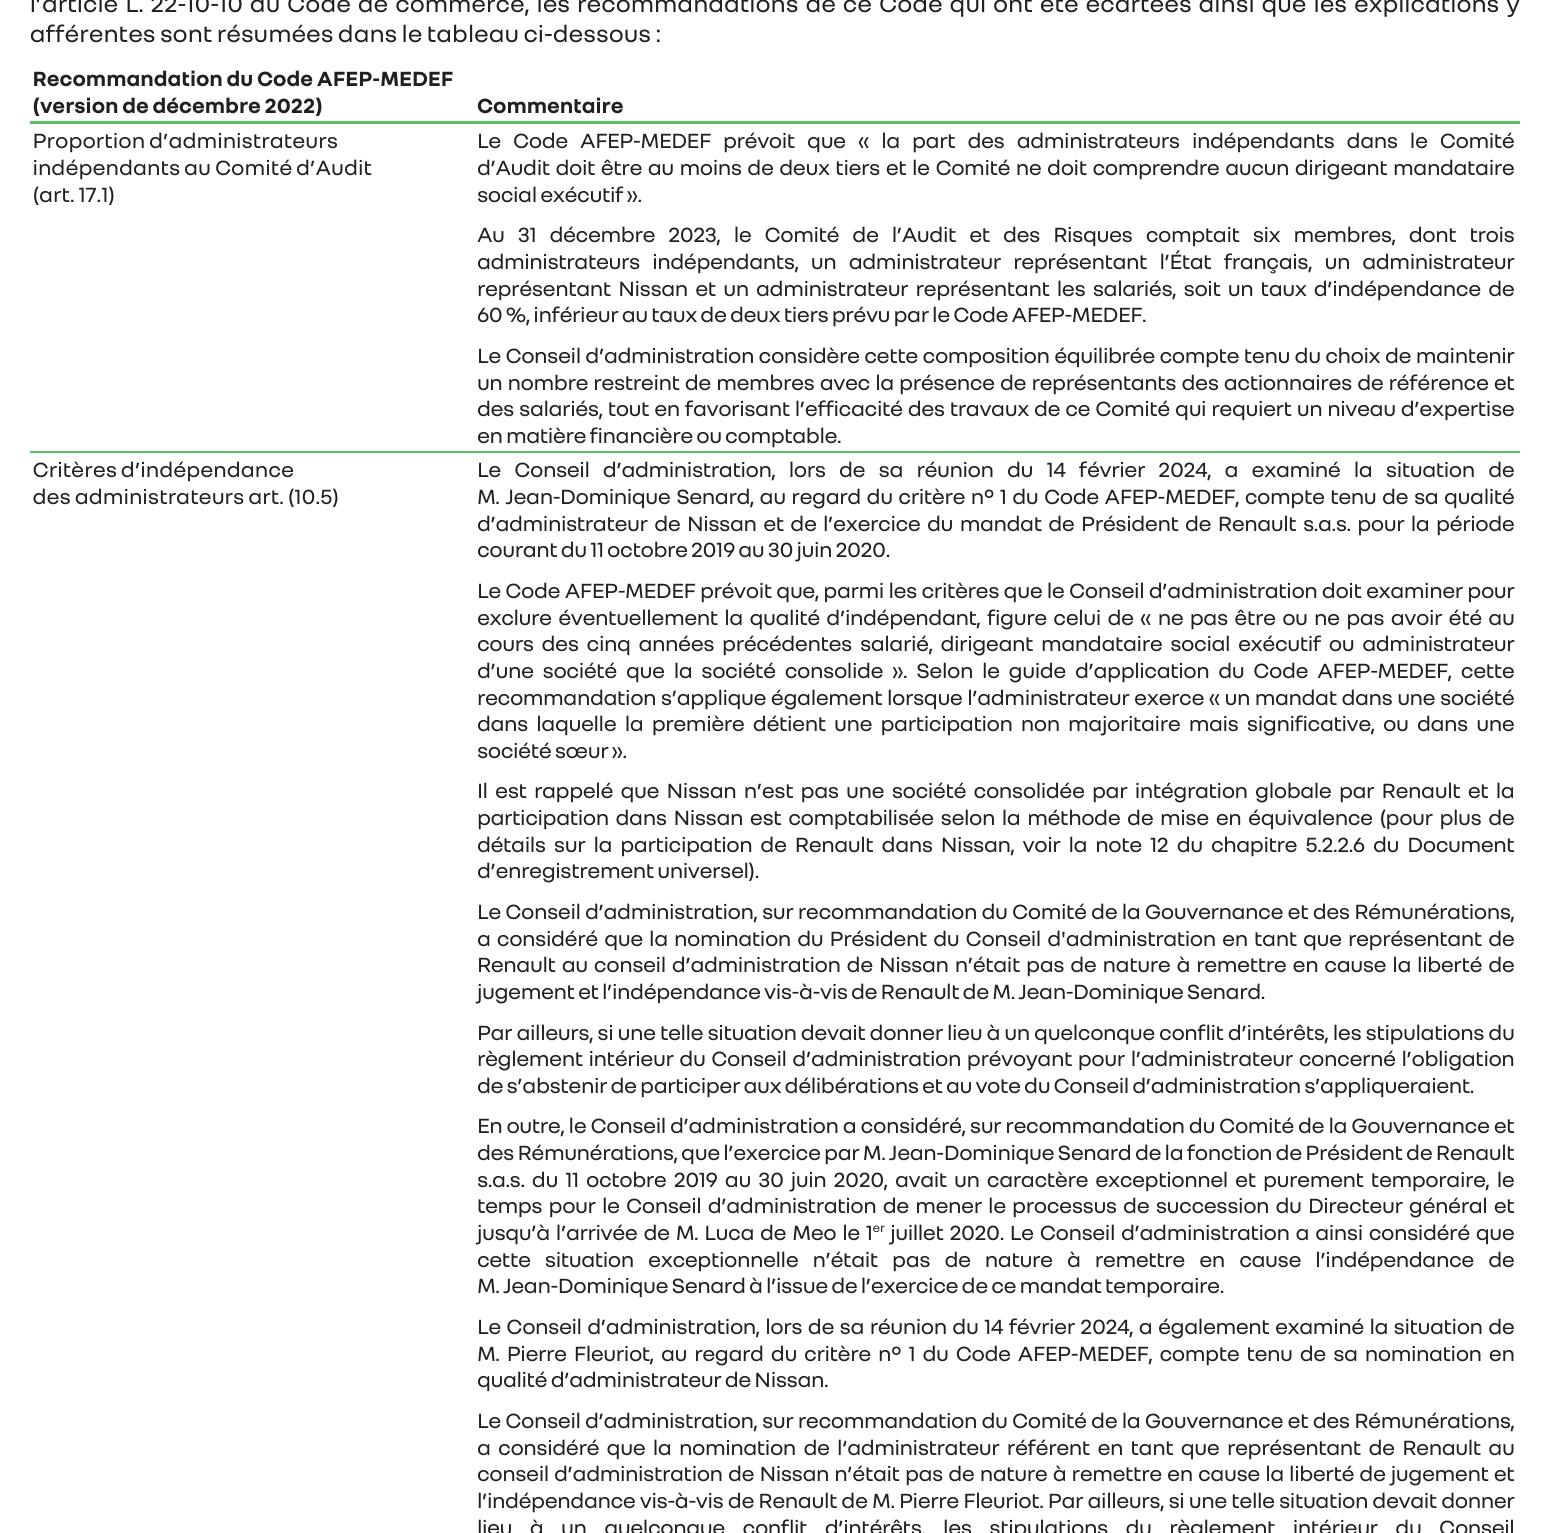 l'article L. 22-10-10 du Code de commerce, les recommandations de ce Code qui ont été écartées ainsi que les explications y
afférentes sont résumées dans le tableau ci-dessous :
Recommandation du Code AFEP-MEDEF
(version de décembre 2022)
Commentaire
Proportion d'administrateurs
indépendants au Comité d'Audit
(art. 17.1)
Le Code AFEP-MEDEF prévoit que « la part des administrateurs indépendants dans le Comité
d'Audit doit être au moins de deux tiers et le Comité ne doit comprendre aucun dirigeant mandataire
social exécutif ».
Au 31 décembre 2023, le Comité de l'Audit et des Risques comptait six membres, dont trois
administrateurs indépendants, un administrateur représentant l'État français, un administrateur
représentant Nissan et un administrateur représentant les salariés, soit un taux d'indépendance de
60 %, inférieur au taux de deux tiers prévu par le Code AFEP-MEDEF.
Le Conseil d'administration considère cette composition équilibrée compte tenu du choix de maintenir
un nombre restreint de membres avec la présence de représentants des actionnaires de référence et
des salariés, tout en favorisant l'efficacité des travaux de ce Comité qui requiert un niveau d'expertise
en matière financière ou comptable.
Critères d'indépendance
des administrateurs art. (10.5)
Le Conseil d'administration, lors de sa réunion du 14 février 2024, a examiné la situation de
M. Jean-Dominique Senard, au regard du critère nº 1 du Code AFEP-MEDEF, compte tenu de sa qualité
d'administrateur de Nissan et de l'exercice du mandat de Président de Renault s.a.s. pour la période
courant du 11 octobre 2019 au 30 juin 2020.
Le Code AFEP-MEDEF prévoit que, parmi les critères que le Conseil d'administration doit examiner pour
exclure éventuellement la qualité d'indépendant, figure celui de « ne pas être ou ne pas avoir été au
cours des cinq années précédentes salarié, dirigeant mandataire social exécutif ou administrateur
d'une société que la société consolide ». Selon le guide d'application du Code AFEP-MEDEF, cette
recommandation s'applique également lorsque l'administrateur exerce « un mandat dans une société
dans laquelle la première détient une participation non majoritaire mais significative, ou dans une
société sœur ».
Il est rappelé que Nissan n'est pas une société consolidée par intégration globale par Renault et la
participation dans Nissan est comptabilisée selon la méthode de mise en équivalence (pour plus de
détails sur la participation de Renault dans Nissan, voir la note 12 du chapitre 5.2.2.6 du Document
d'enregistrement universel).
Le Conseil d'administration, sur recommandation du Comité de la Gouvernance et des Rémunérations,
a considéré que la nomination du Président du Conseil d'administration en tant que représentant de
Renault au conseil d'administration de Nissan n'était pas de nature à remettre en cause la liberté de
jugement et l'indépendance vis-à-vis de Renault de M. Jean-Dominique Senard.
Par ailleurs, si une telle situation devait donner lieu à un quelconque conflit d'intérêts, les stipulations du
règlement intérieur du Conseil d'administration prévoyant pour l'administrateur concerné l'obligation
de s'abstenir de participer aux délibérations et au vote du Conseil d'administration s'appliqueraient.
En outre, le Conseil d'administration a considéré, sur recommandation du Comité de la Gouvernance et
des Rémunérations, que l'exercice par M. Jean-Dominique Senard de la fonction de Président de Renault
s.a.s. du 11 octobre 2019 au 30 juin 2020, avait un caractère exceptionnel et purement temporaire, le
temps pour le Conseil d'administration de mener le processus de succession du Directeur général et
jusqu'à l'arrivée de M. Luca de Meo le 1er juillet 2020. Le Conseil d'administration a ainsi considéré que
cette situation exceptionnelle n'était pas de nature à remettre en cause l'indépendance de
M. Jean-Dominique Senard à l'issue de l'exercice de ce mandat temporaire.
Le Conseil d'administration, lors de sa réunion du 14 février 2024, a également examiné la situation de
M. Pierre Fleuriot, au regard du critère nº 1 du Code AFEP-MEDEF, compte tenu de sa nomination en
qualité d'administrateur de Nissan.
Le Conseil d'administration, sur recommandation du Comité de la Gouvernance et des Rémunérations,
a considéré que la nomination de l'administrateur référent en tant que représentant de Renault au
conseil d'administration de Nissan n'était pas de nature à remettre en cause la liberté de jugement et
l'indépendance vis-à-vis de Renault de M. Pierre Fleuriot. Par ailleurs, si une telle situation devait donner
lieu à un quelconque conflit d'intérêts, les stipulations du règlement intérieur du Conseil